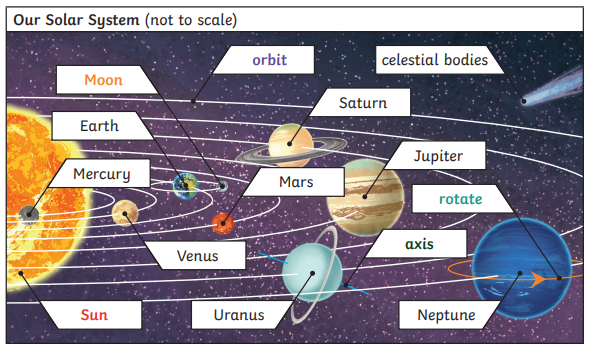 Our Solar System (not to scale)
orbit
celestial bodies
Moon
Saturn
Earth
Jupiter
Mercury
Mars
rotate
axis
Venus
Sun
Uranus
Neptune